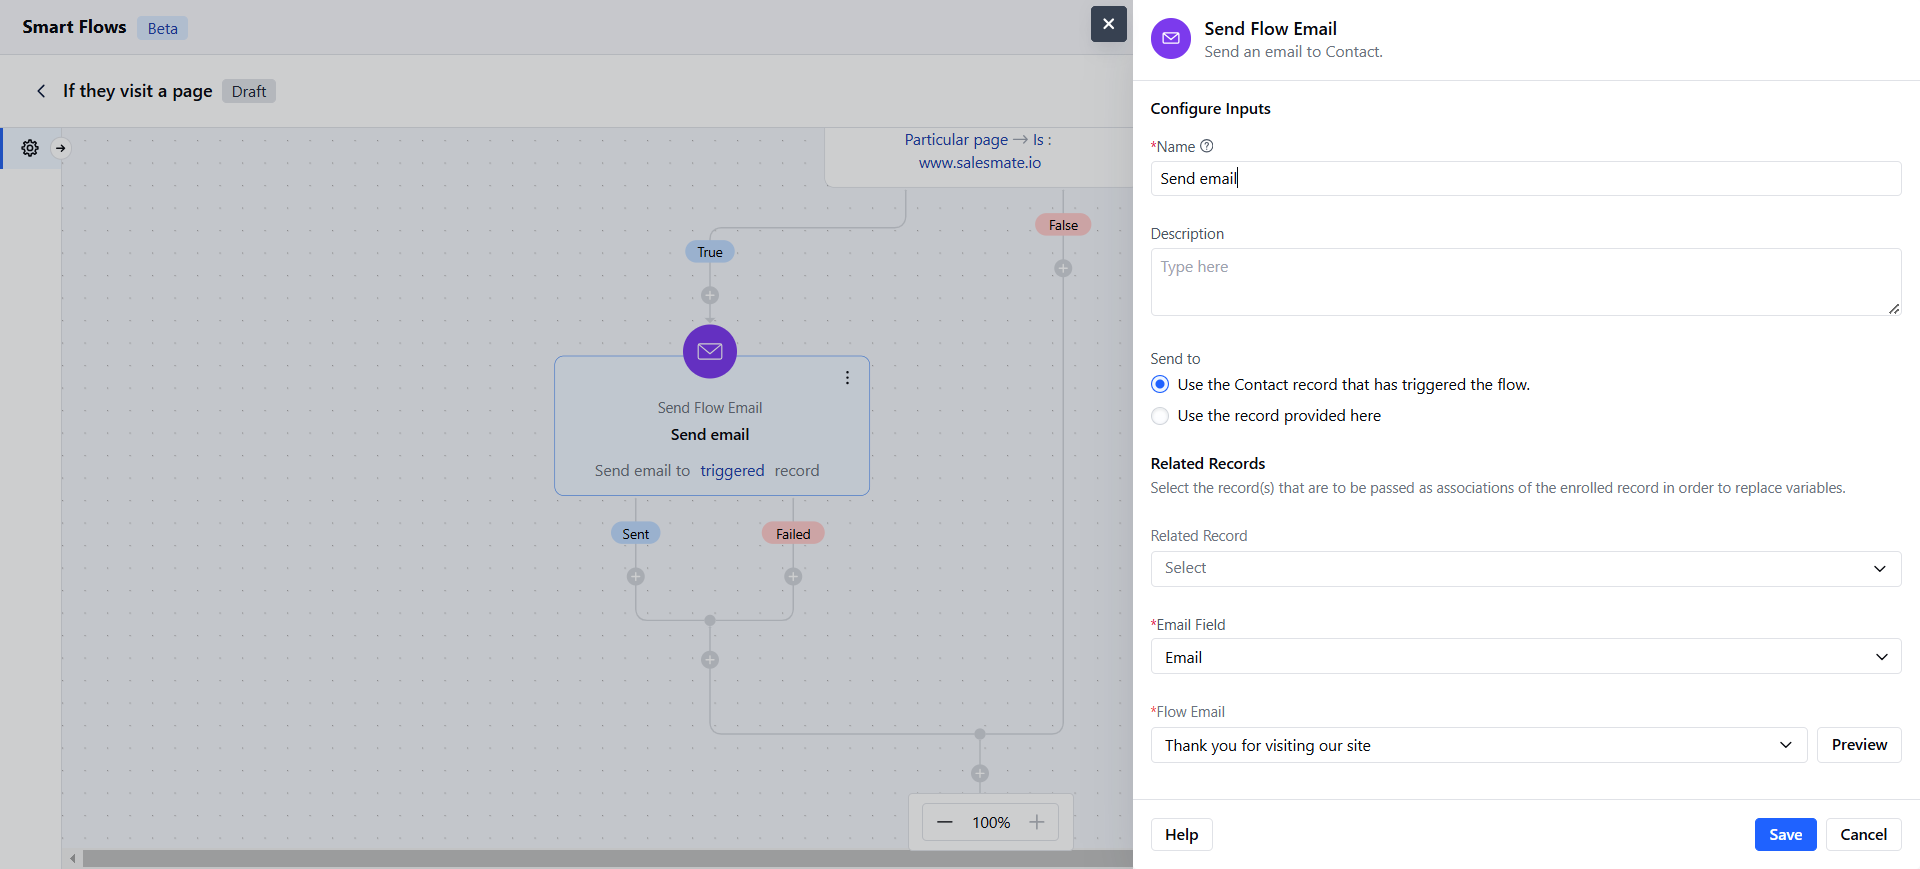 Smart Flows Beta
If they visit a page Draft
Particular page → Is :
www.salesmate.io
True
False
Send Flow Email
Send email
Send email to triggered record
Sent
Failed
100%
Send Flow Email
Send an email to Contact.
Configure Inputs
*Name
Send email
Description
Type here
Send to
Use the Contact record that has triggered the flow.
Use the record provided here
Related Records
Select the record(s) that are to be passed as associations of the enrolled record in order to replace variables.
Related Record
Select
*Email Field
Email
*Flow Email
Thank you for visiting our site
Preview
Help
Save
Cancel